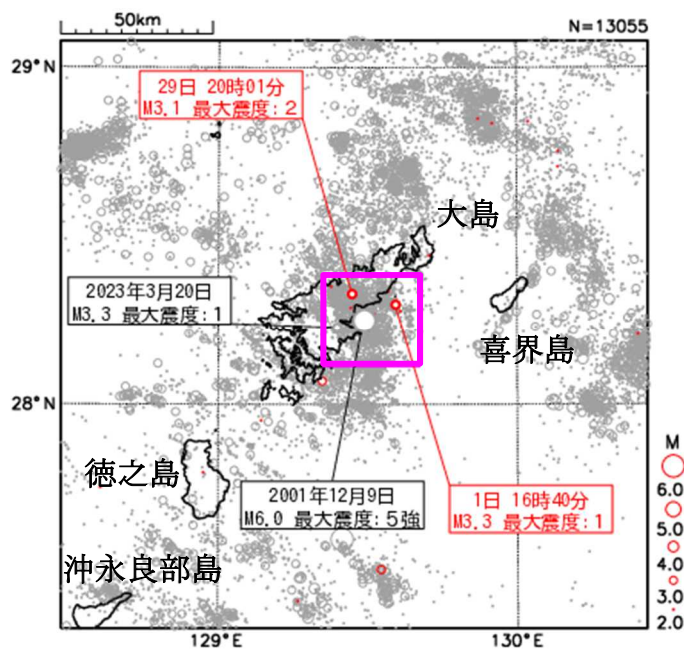 50km
N=13055
29°N
29日 20時01分
M3.1 最大震度:2
大島
2023年3月20日
M3.3 最大震度:1
喜界島
28°N
徳之島
2001年12月9日
M6.0 最大震度:5強
1日 16時40分
M3.3 最大震度:1
沖永良部島
M
6.0
5.0
4.0
3.0
2.0
129°E
130°E